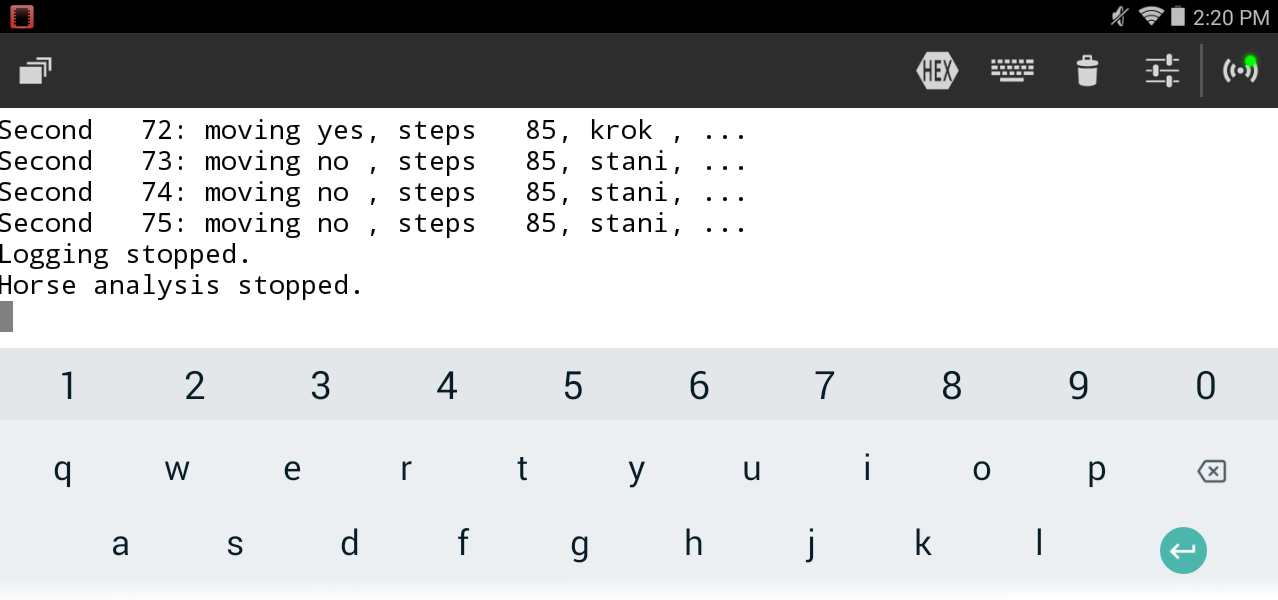 2:20 PM
HEX
Second   72: moving yes, steps   85, krok , ...
Second   73: moving no , steps   85, stani, ...
Second   74: moving no , steps   85, stani, ...
Second   75: moving no , steps   85, stani, ...
Logging stopped.
Horse analysis stopped.
1 2 3 4 5 6 7 8 9 0
q w e r t y u i o p
a s d f g h j k l